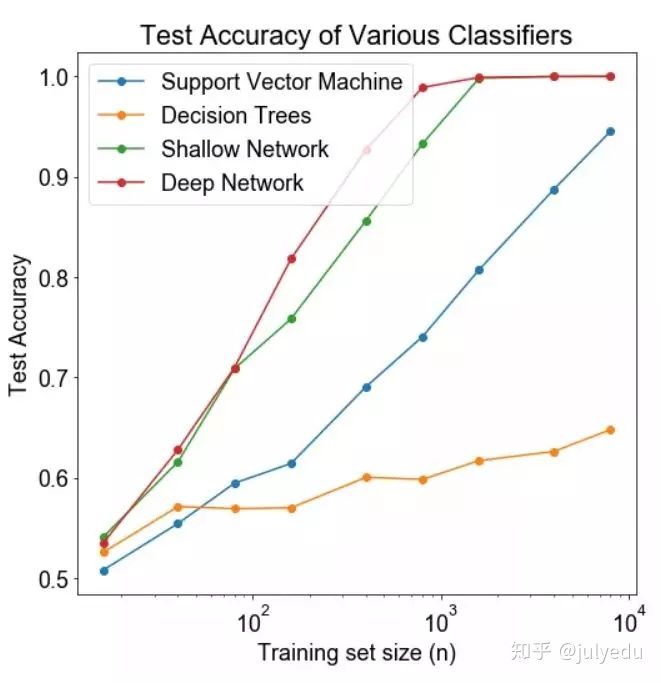 Test Accuracy of Various Classifiers
Support Vector Machine
Decision Trees
Shallow Network
Deep Network
1.0
0.9
0.8
0.7
0.6
0.5
Test Accuracy
10²
10³
10⁴
Training set size (n)
知乎 @julyedu